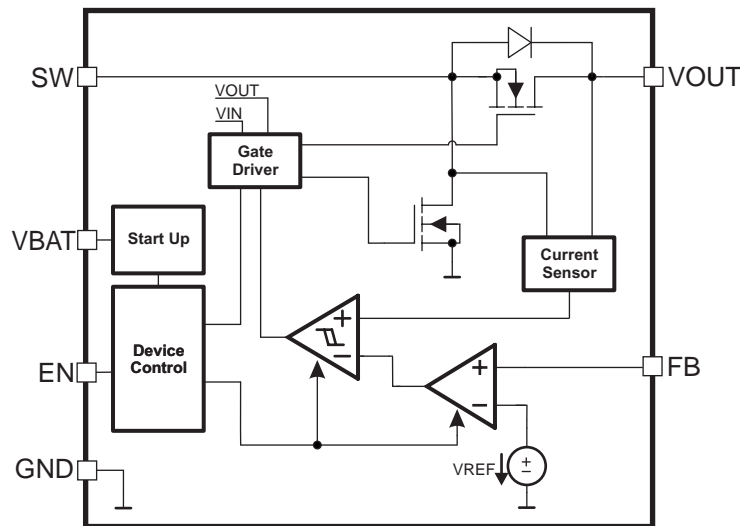 SW
VOUT
VOUT
VIN
Gate
Driver
VBAT
Start Up
Current
Sensor
Device
Control
+
−
EN
+
−
FB
GND
VREF
+
−